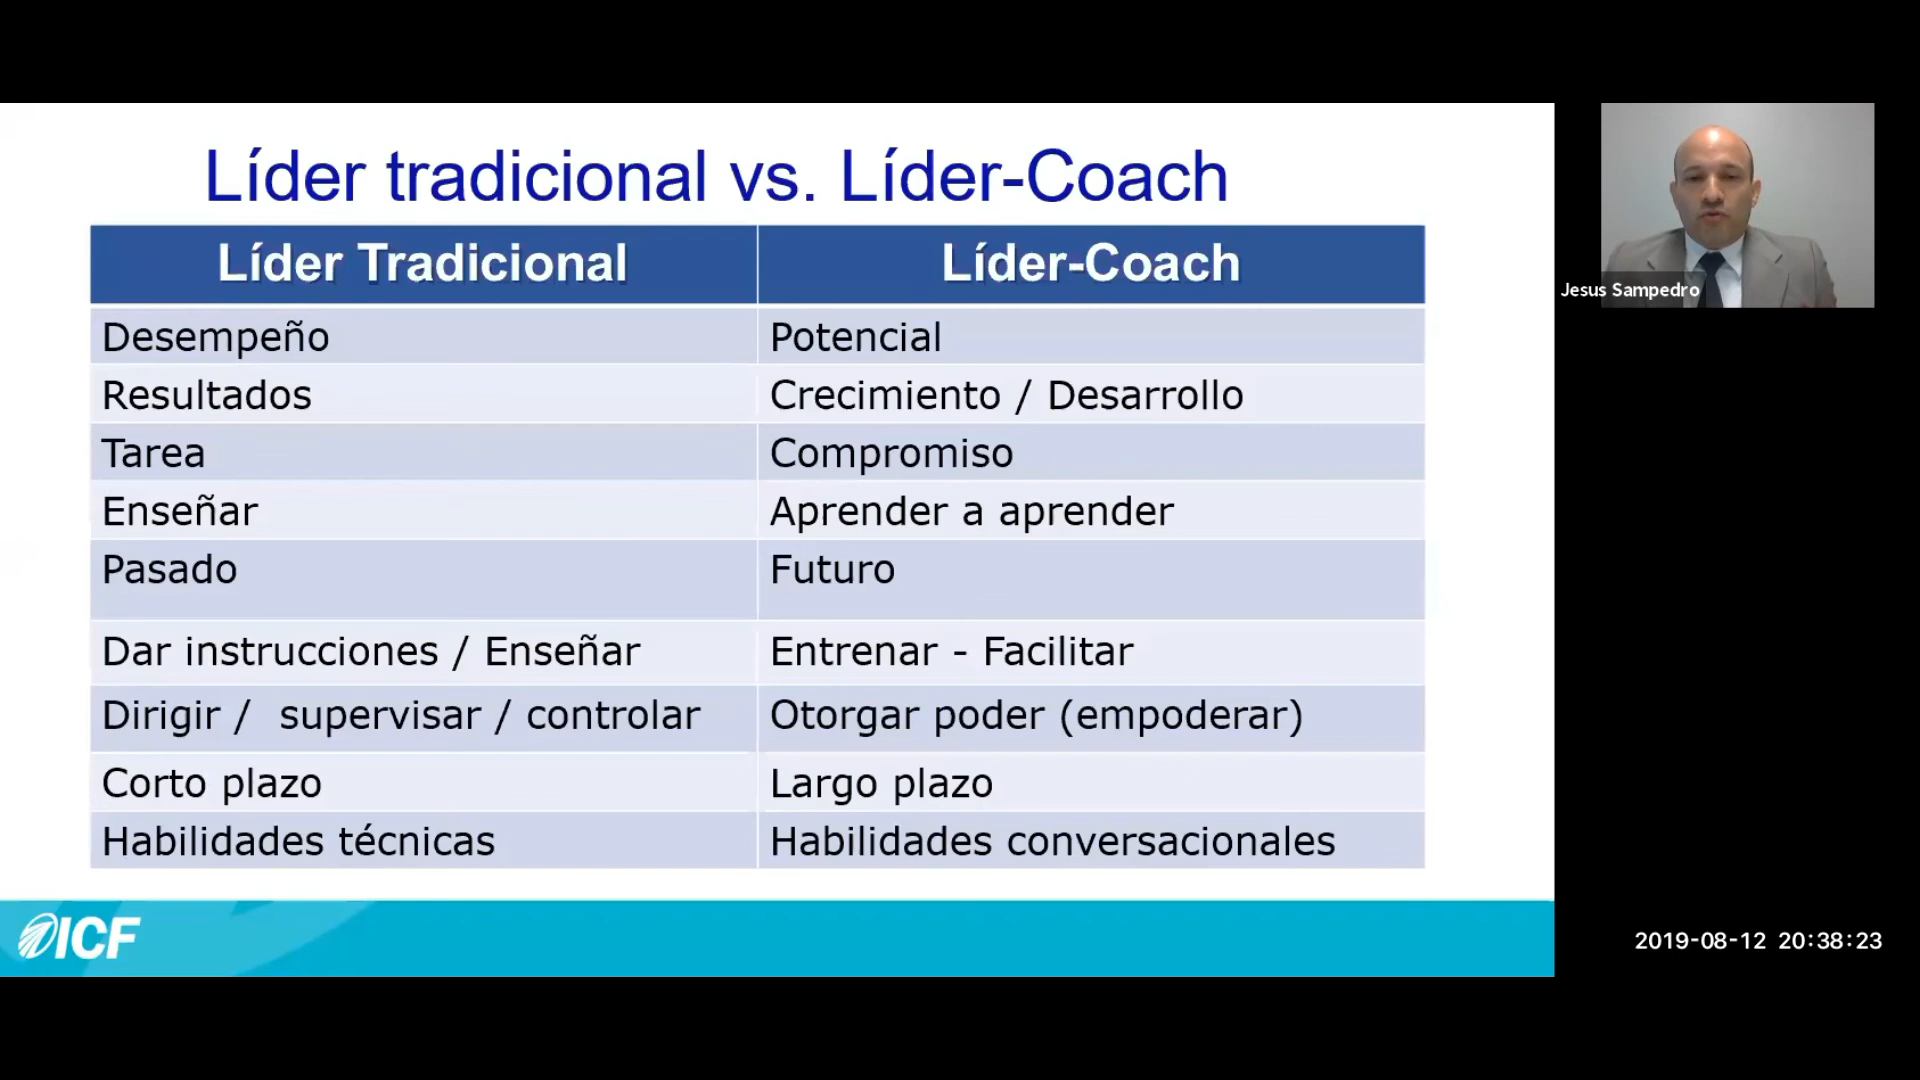 Líder tradicional vs. Líder-Coach
Líder Tradicional Líder-Coach
Desempeño Potencial
Resultados Crecimiento / Desarrollo
Tarea Compromiso
Enseñar Aprender a aprender
Pasado Futuro
Dar instrucciones / Enseñar Entrenar - Facilitar
Dirigir / supervisar / controlar Otorgar poder (empoderar)
Corto plazo Largo plazo
Habilidades técnicas Habilidades conversacionales
ICF
Jesus Sampedro
2019-08-12 20:38:23